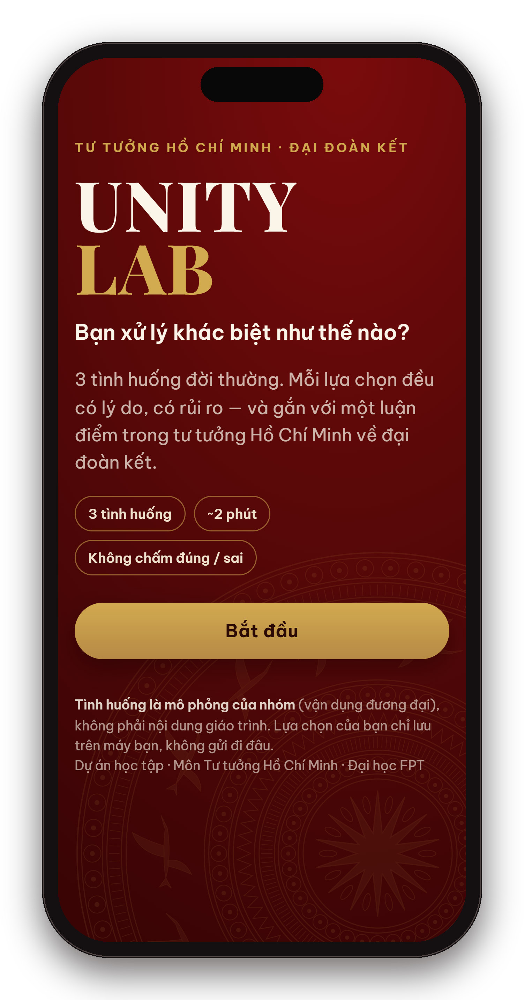 TƯ TƯỞNG HỒ CHÍ MINH · ĐẠI ĐOÀN KẾT
UNITY
LAB
Bạn xử lý khác biệt như thế nào?
3 tình huống đời thường. Mỗi lựa chọn đều
có lý do, có rủi ro — và gắn với một luận
điểm trong tư tưởng Hồ Chí Minh về đại
đoàn kết.
3 tình huống
~2 phút
Không chấm đúng / sai
Bắt đầu
Tình huống là mô phỏng của nhóm (vận dụng đương đại),
không phải nội dung giáo trình. Lựa chọn của bạn chỉ lưu
trên máy bạn, không gửi đi đâu.
Dự án học tập · Môn Tư tưởng Hồ Chí Minh · Đại học FPT